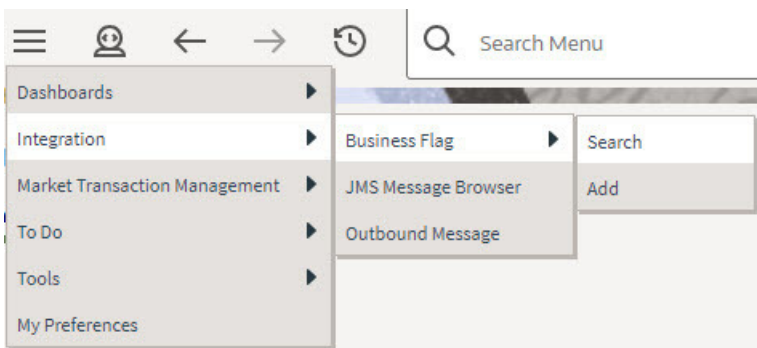 Search Menu
Dashboards
Integration
Business Flag
Search
Market Transaction Management
JMS Message Browser
Add
To Do
Outbound Message
Tools
My Preferences